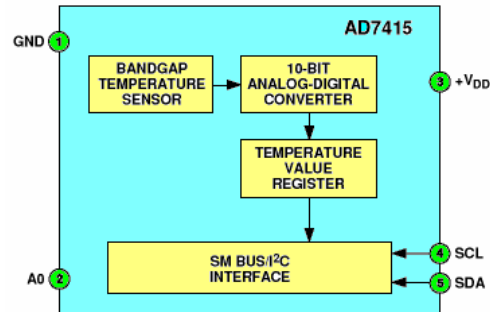 AD7415
GND 1
BANDGAP
TEMPERATURE
SENSOR
10-BIT
ANALOG-DIGITAL
CONVERTER
3 +VDD
TEMPERATURE
VALUE
REGISTER
SM BUS/I²C
INTERFACE
4 SCL
A0 2
5 SDA